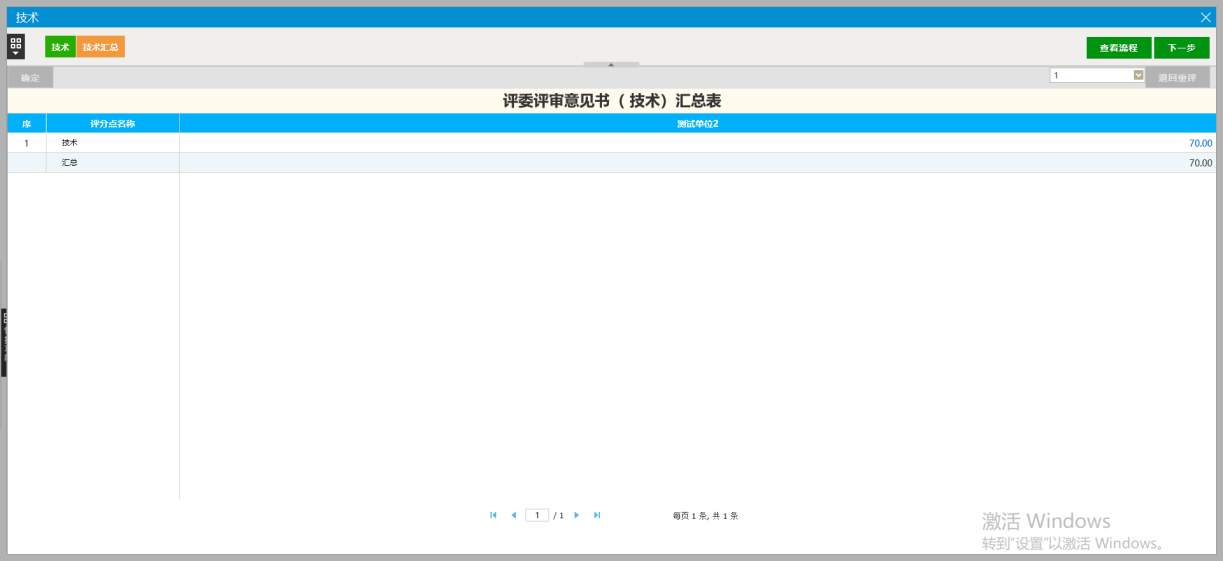 技术
技术 技术汇总 查看流程 下一步
确定 1 退回重评
评委评审意见书（技术）汇总表
序 评分点名称 测试单位2
1 技术 70.00
汇总 70.00
1 / 1 每页 1 条, 共 1 条
激活 Windows
转到"设置"以激活 Windows。